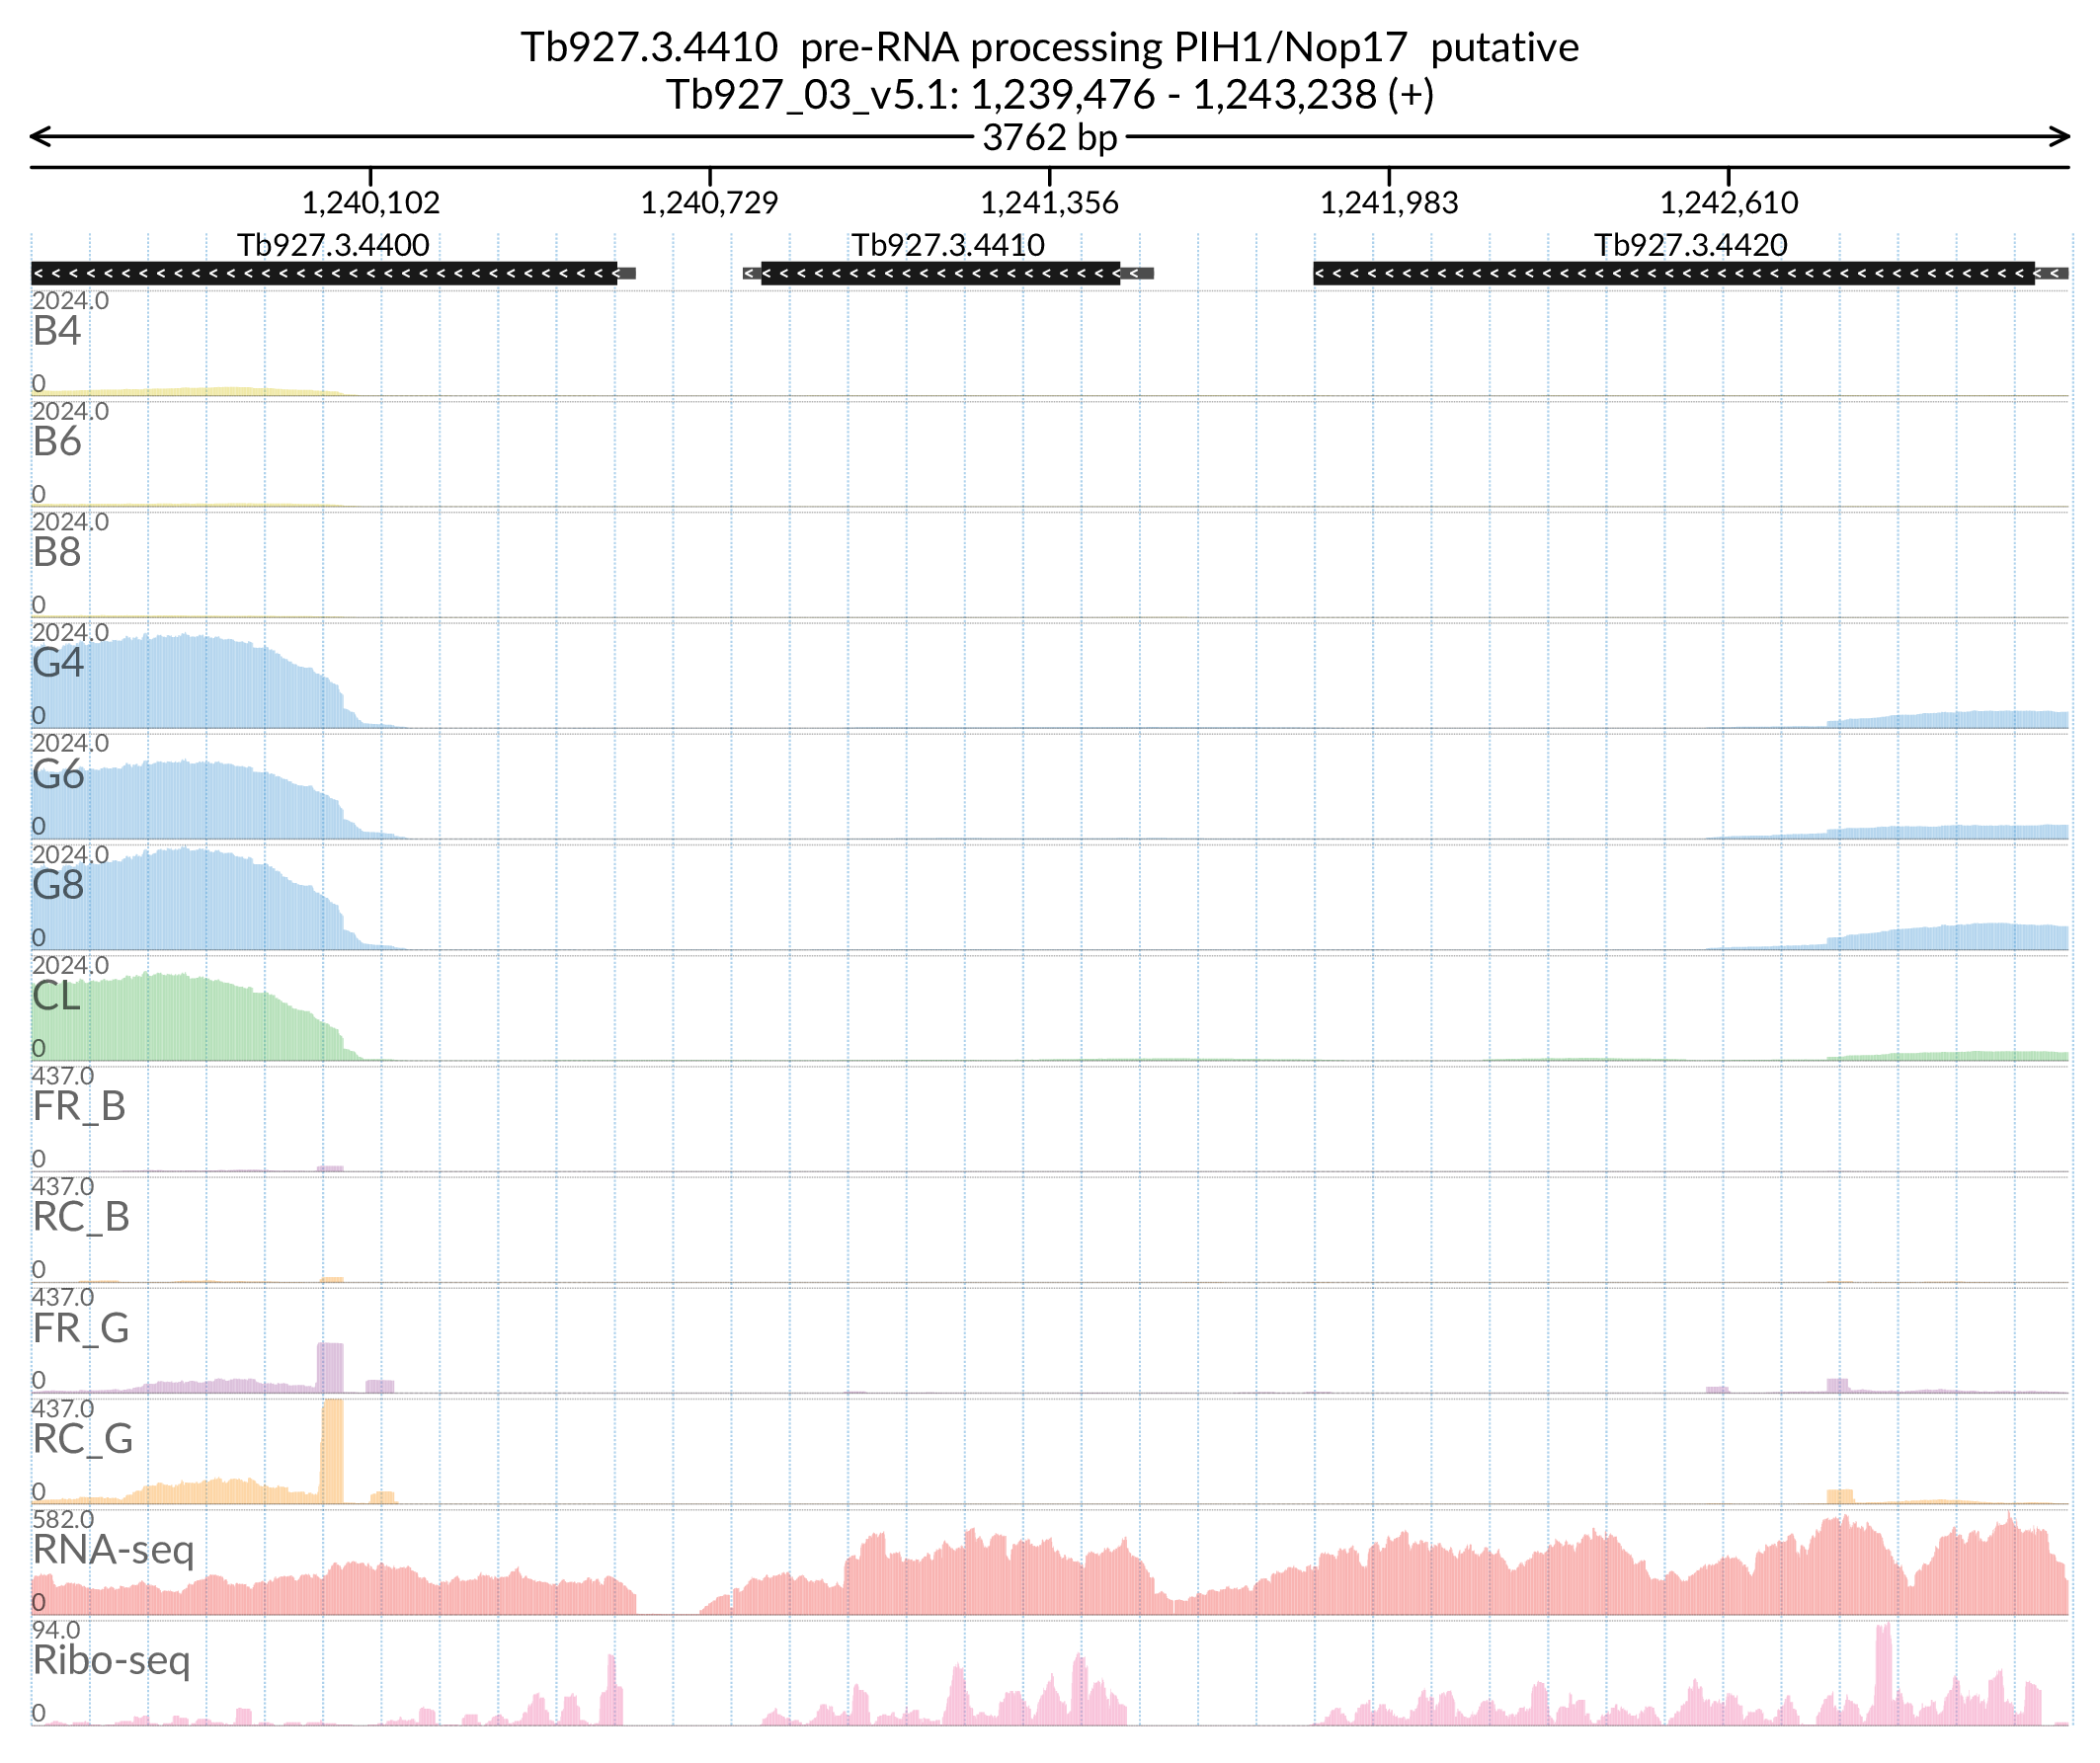 Tb927.3.4410  pre-RNA processing PIH1/Nop17  putative
Tb927_03_v5.1: 1,239,476 - 1,243,238 (+)
3762 bp
1,240,102 1,240,729 1,241,356 1,241,983 1,242,610
Tb927.3.4400 Tb927.3.4410 Tb927.3.4420
2024.0
B4
0
2024.0
B6
0
2024.0
B8
0
2024.0
G4
0
2024.0
G6
0
2024.0
G8
0
2024.0
CL
0
437.0
FR_B
0
437.0
RC_B
0
437.0
FR_G
0
437.0
RC_G
0
582.0
RNA-seq
0
94.0
Ribo-seq
0